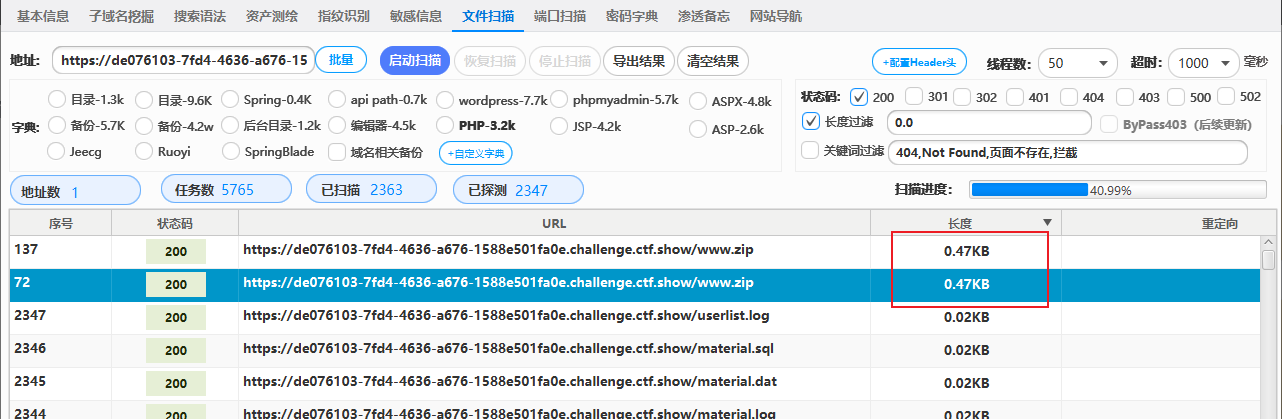 基本信息 子域名挖掘 搜索语法 资产测绘 指纹识别 敏感信息 文件扫描 端口扫描 密码字典 渗透备忘 网站导航
地址: https://de076103-7fd4-4636-a676-15 批量 启动扫描 恢复扫描 停止扫描 导出结果 清空结果 +配置Header头 线程数: 50 超时: 1000 毫秒
字典:
目录-1.3k 目录-9.6K Spring-0.4K api path-0.7k wordpress-7.7k phpmyadmin-5.7k ASPX-4.8k
备份-5.7K 备份-4.2w 后台目录-1.2k 编辑器-4.5k PHP-3.2k JSP-4.2k ASP-2.6k
Jeecg Ruoyi SpringBlade 域名相关备份 +自定义字典
状态码: 200 301 302 401 404 403 500 502
长度过滤 0.0 ByPass403 (后续更新)
关键词过滤 404,Not Found,页面不存在,拦截
地址数 1 任务数 5765 已扫描 2363 已探测 2347 扫描进度: 40.99%
序号 状态码 URL 长度 重定向
137 200 https://de076103-7fd4-4636-a676-1588e501fa0e.challenge.ctf.show/www.zip 0.47KB
72 200 https://de076103-7fd4-4636-a676-1588e501fa0e.challenge.ctf.show/www.zip 0.47KB
2347 200 https://de076103-7fd4-4636-a676-1588e501fa0e.challenge.ctf.show/userlist.log 0.02KB
2346 200 https://de076103-7fd4-4636-a676-1588e501fa0e.challenge.ctf.show/material.sql 0.02KB
2345 200 https://de076103-7fd4-4636-a676-1588e501fa0e.challenge.ctf.show/material.dat 0.02KB
2344 200 https://de076103-7fd4-4636-a676-1588e501fa0e.challenge.ctf.show/material.log 0.02KB